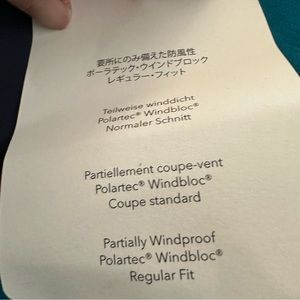 要所にのみ備えた防風性
ポーラテック・ウインドブロック
レギュラー・フィット
Teilweise winddicht
Polartec® Windbloc®
Normaler Schnitt
Partiellement coupe-vent
Polartec® Windbloc®
Coupe standard
Partially Windproof
Polartec® Windbloc®
Regular Fit